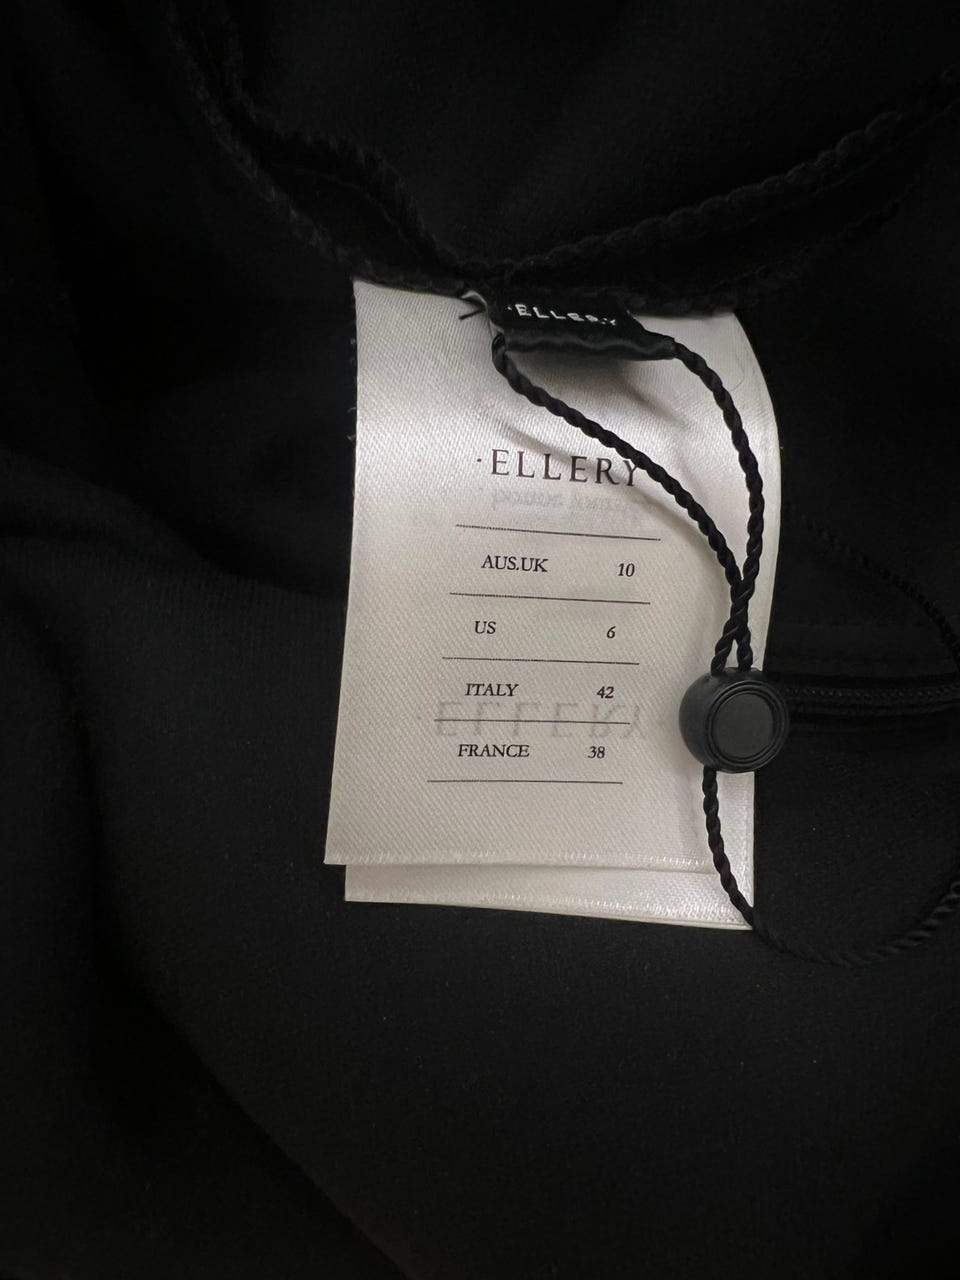 ·ELLERY
·ELLERY
AUS.UK 10
US 6
ITALY 42
FRANCE 38